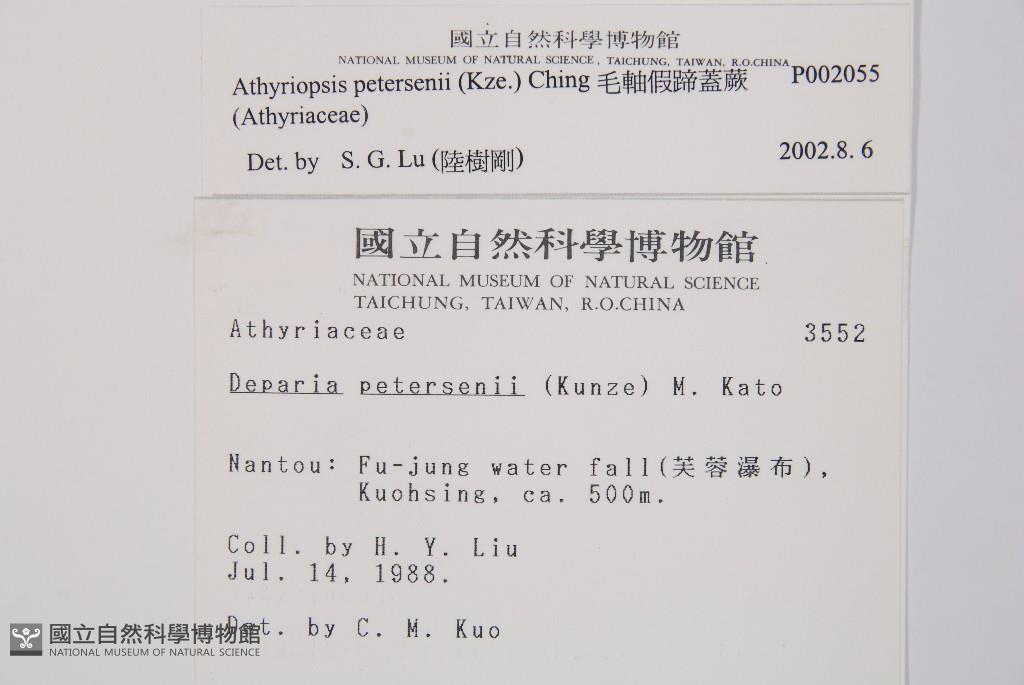 國立自然科學博物館
NATIONAL MUSEUM OF NATURAL SCIENCE, TAICHUNG, TAIWAN, R.O.CHINA
Athyriopsis petersenii (Kze.) Ching 毛軸假蹄蓋蕨 P002055
(Athyriaceae)
Det. by S. G. Lu (陸樹剛) 2002.8. 6
國立自然科學博物館
NATIONAL MUSEUM OF NATURAL SCIENCE
TAICHUNG, TAIWAN, R.O.CHINA
Athyriaceae 3552
Deparia petersenii (Kunze) M. Kato
Nantou: Fu-jung water fall(芙蓉瀑布),
Kuohsing, ca. 500m.
Coll. by H. Y. Liu
Jul. 14, 1988.
Det. by C. M. Kuo
國立自然科學博物館
NATIONAL MUSEUM OF NATURAL SCIENCE